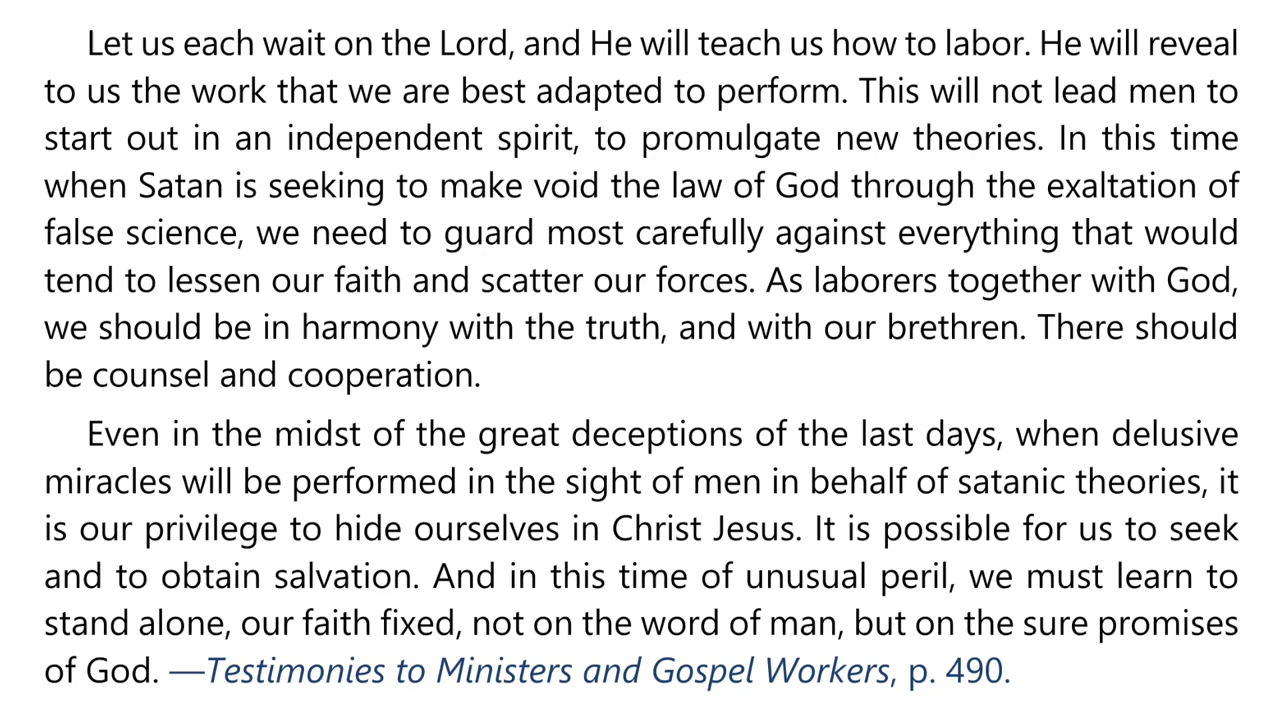 Let us each wait on the Lord, and He will teach us how to labor. He will reveal
to us the work that we are best adapted to perform. This will not lead men to
start out in an independent spirit, to promulgate new theories. In this time
when Satan is seeking to make void the law of God through the exaltation of
false science, we need to guard most carefully against everything that would
tend to lessen our faith and scatter our forces. As laborers together with God,
we should be in harmony with the truth, and with our brethren. There should
be counsel and cooperation.
Even in the midst of the great deceptions of the last days, when delusive
miracles will be performed in the sight of men in behalf of satanic theories, it
is our privilege to hide ourselves in Christ Jesus. It is possible for us to seek
and to obtain salvation. And in this time of unusual peril, we must learn to
stand alone, our faith fixed, not on the word of man, but on the sure promises
of God. —Testimonies to Ministers and Gospel Workers, p. 490.